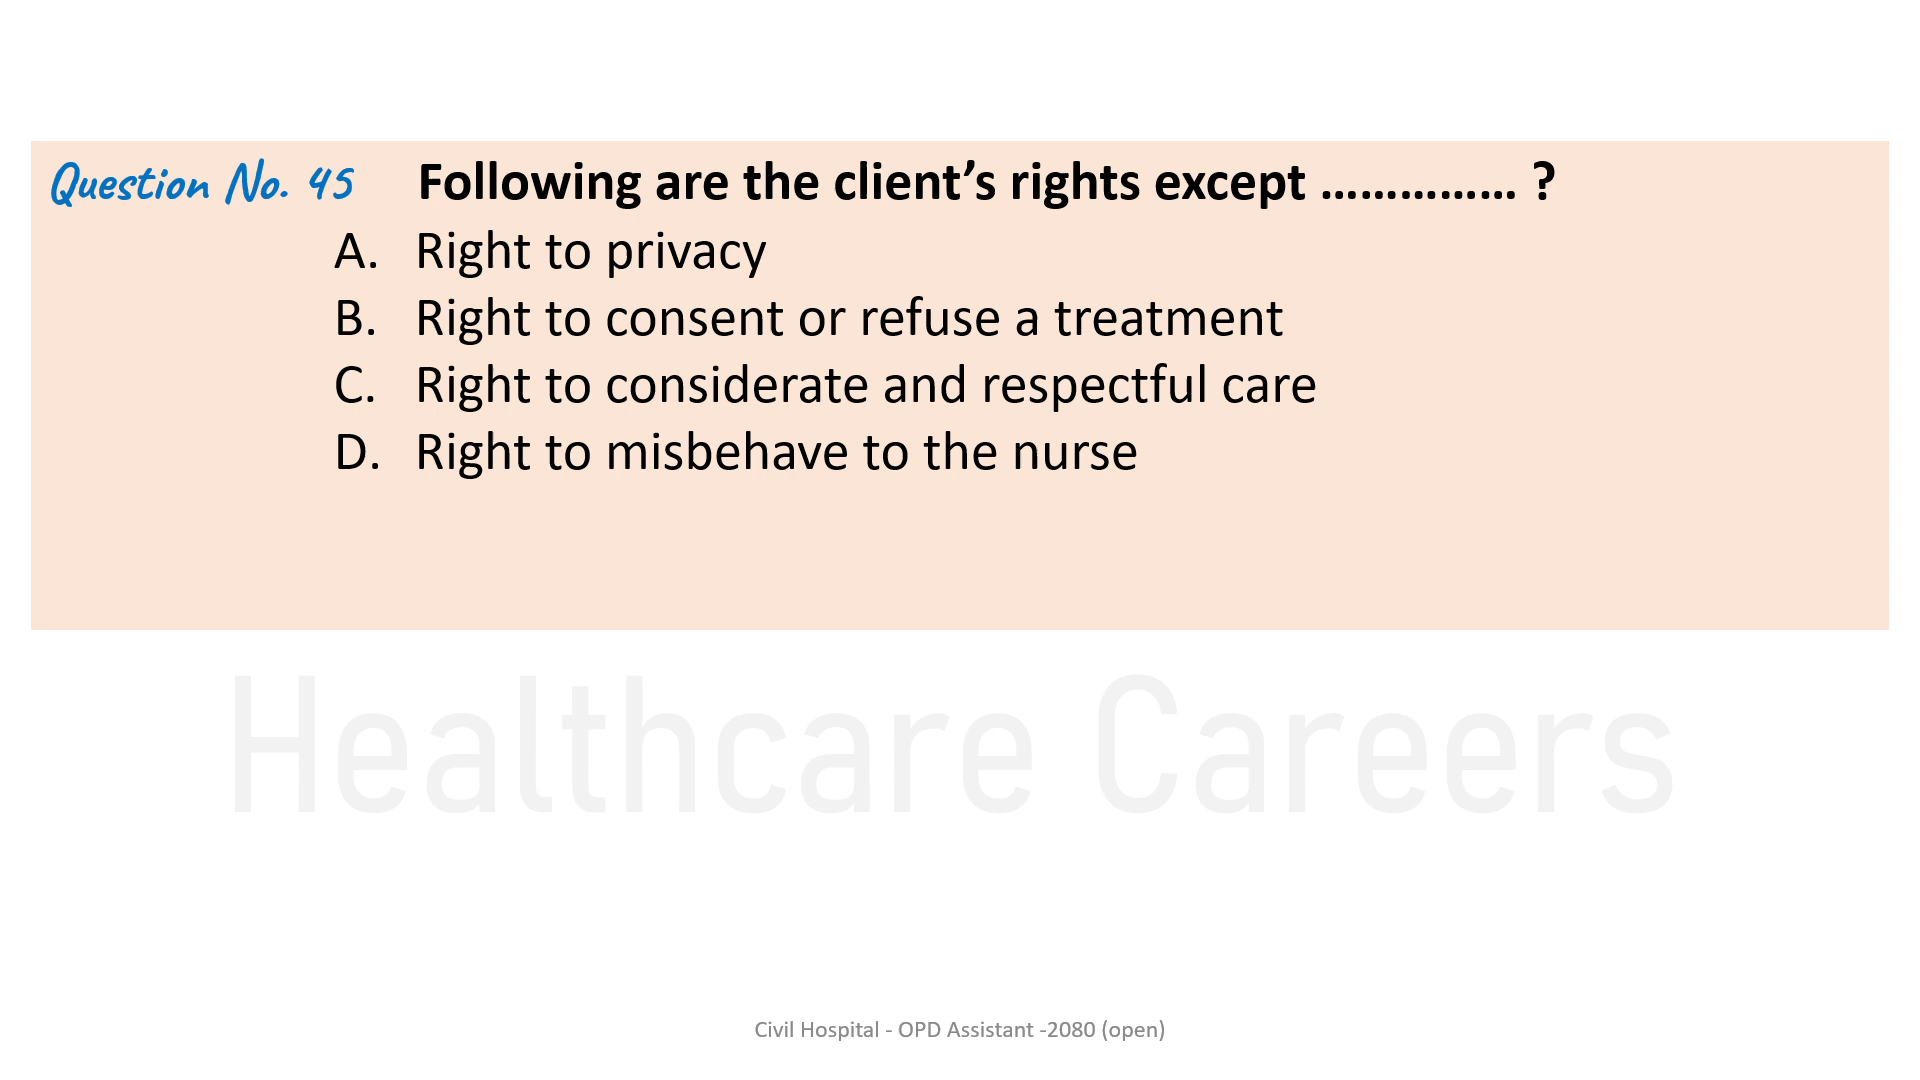 Question No. 45 Following are the client’s rights except …………… ?
A. Right to privacy
B. Right to consent or refuse a treatment
C. Right to considerate and respectful care
D. Right to misbehave to the nurse
Healthcare Careers
Civil Hospital - OPD Assistant -2080 (open)